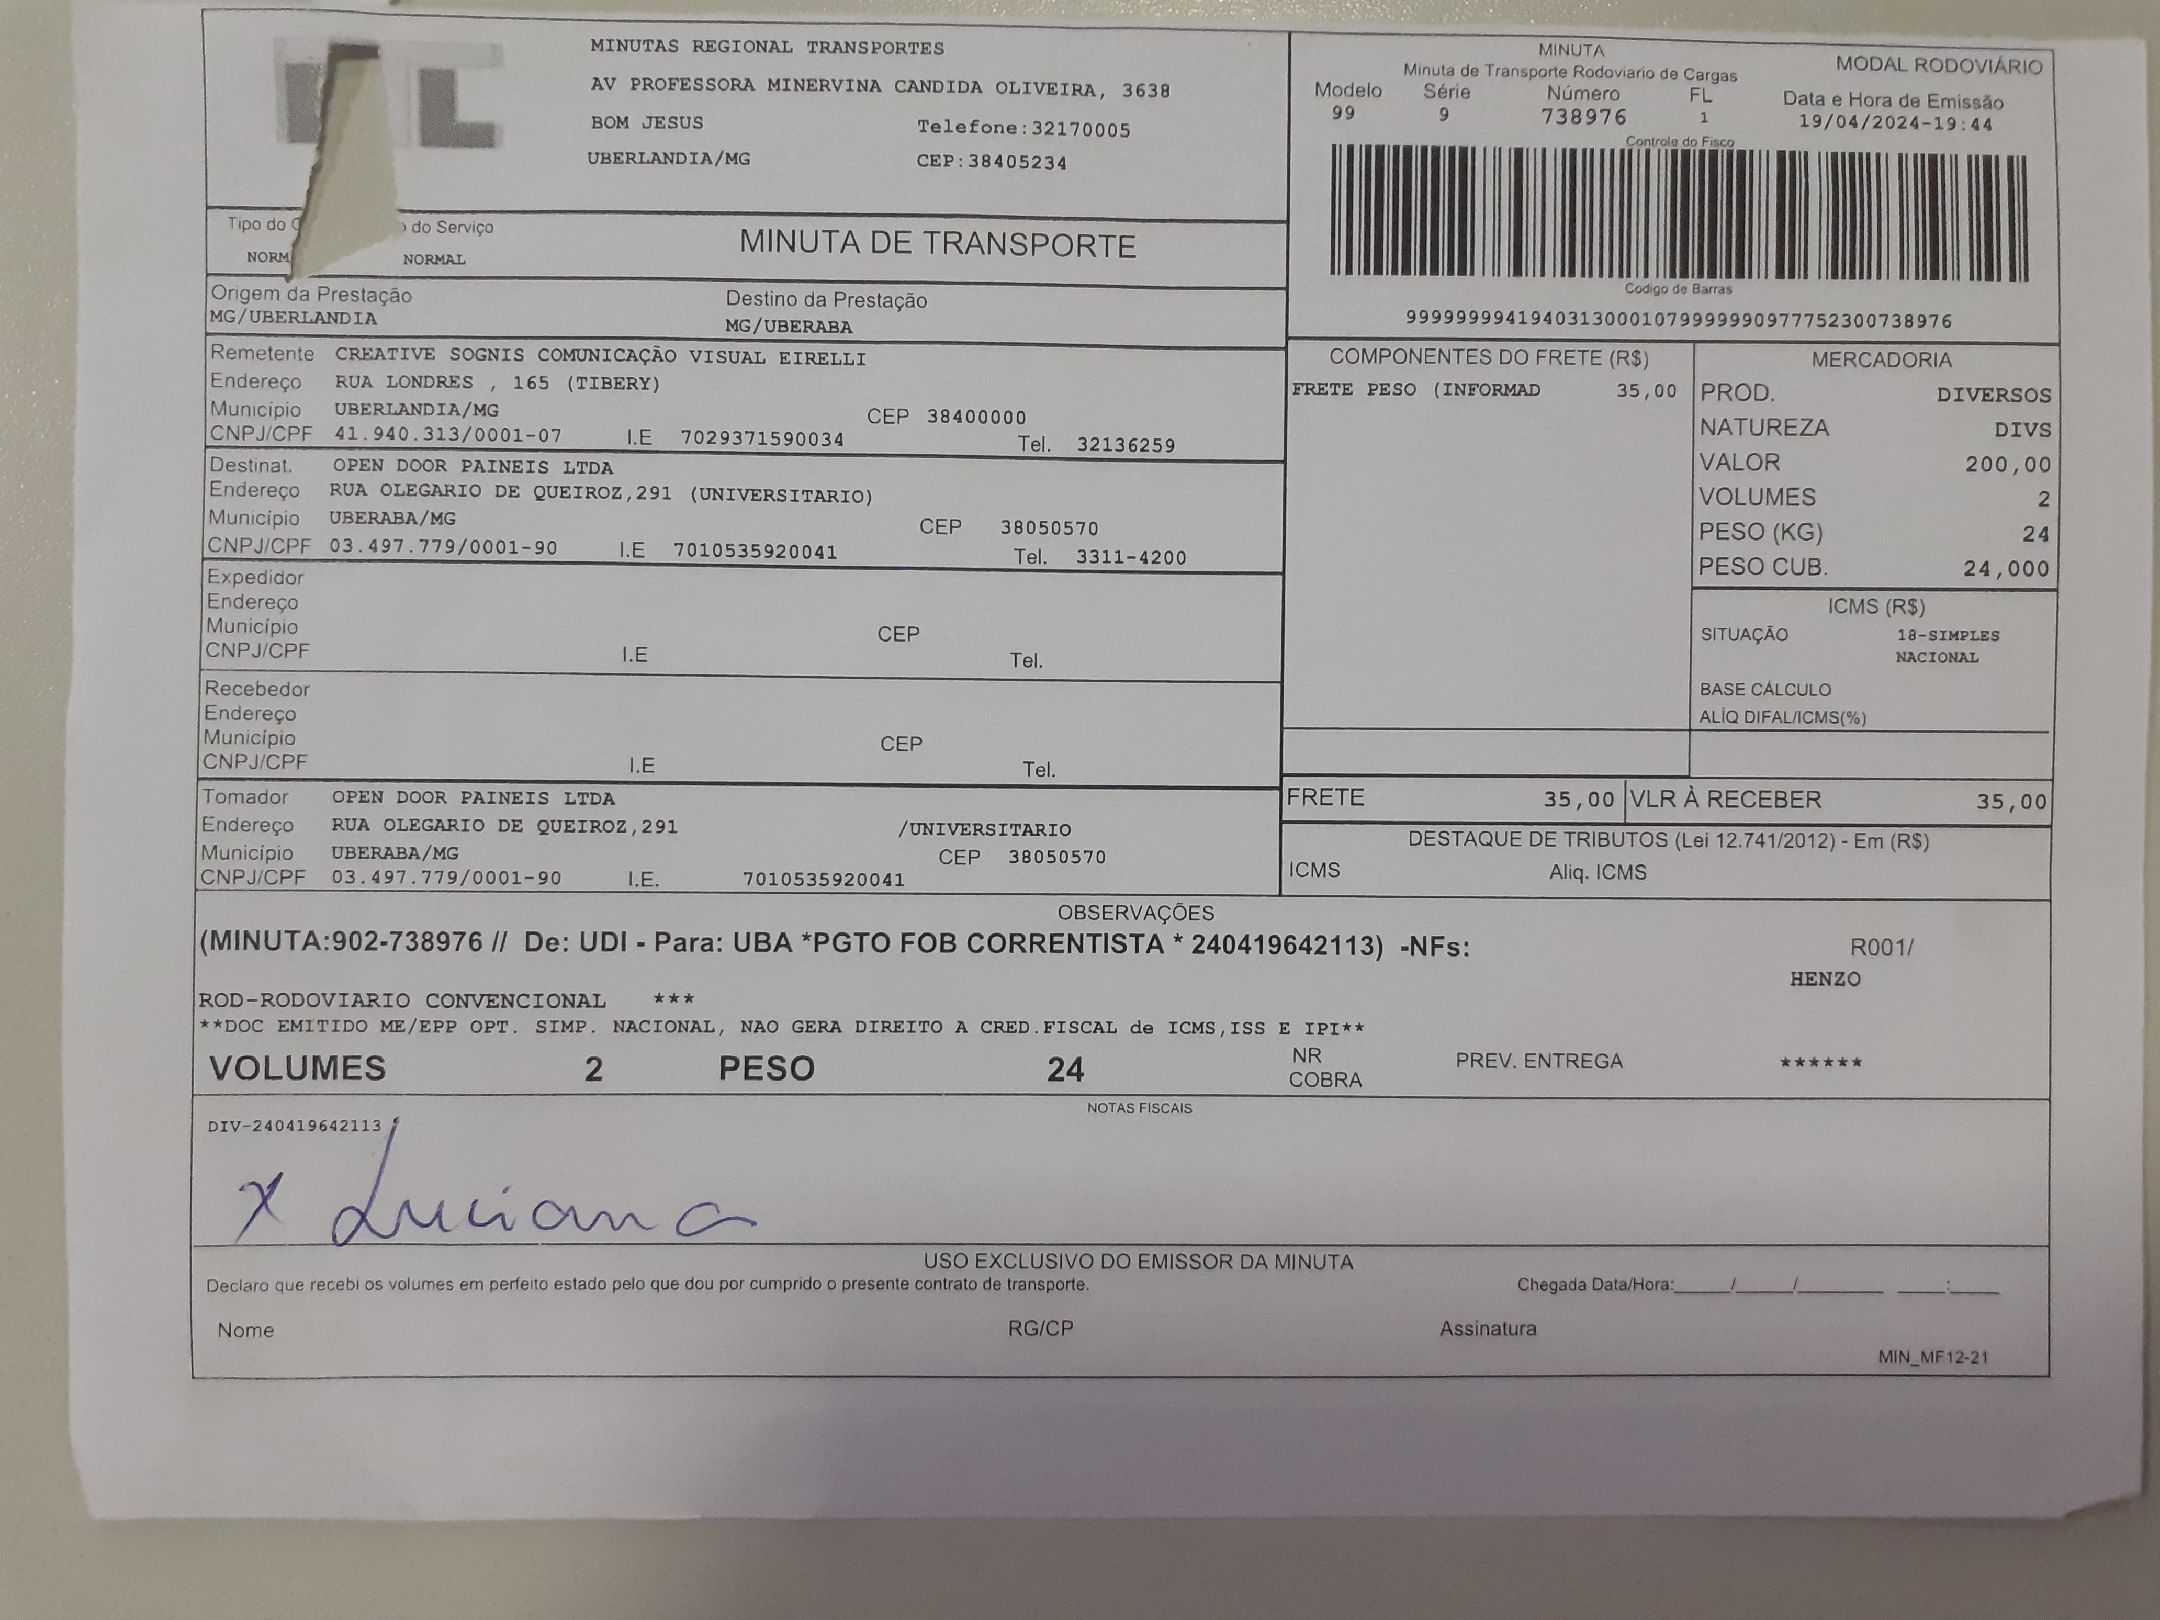 MINUTAS REGIONAL TRANSPORTES
AV PROFESSORA MINERVINA CANDIDA OLIVEIRA, 3638
BOM JESUS Telefone:32170005
UBERLANDIA/MG CEP:38405234
MINUTA
Minuta de Transporte Rodoviario de Cargas
MODAL RODOVIÁRIO
Modelo Série Número FL Data e Hora de Emissão
99 9 738976 1 19/04/2024-19:44
Controle do Fisco
Codigo de Barras
99999999419403130001079999990977752300738976
Tipo do do Serviço
NORM NORMAL
MINUTA DE TRANSPORTE
Origem da Prestação Destino da Prestação
MG/UBERLANDIA MG/UBERABA
Remetente CREATIVE SOGNIS COMUNICAÇÃO VISUAL EIRELLI
Endereço RUA LONDRES , 165 (TIBERY)
Município UBERLANDIA/MG CEP 38400000
CNPJ/CPF 41.940.313/0001-07 I.E 7029371590034 Tel. 32136259
Destinat. OPEN DOOR PAINEIS LTDA
Endereço RUA OLEGARIO DE QUEIROZ,291 (UNIVERSITARIO)
Município UBERABA/MG CEP 38050570
CNPJ/CPF 03.497.779/0001-90 I.E 7010535920041 Tel. 3311-4200
Expedidor
Endereço
Município CEP
CNPJ/CPF I.E Tel.
Recebedor
Endereço
Município CEP
CNPJ/CPF I.E Tel.
Tomador OPEN DOOR PAINEIS LTDA
Endereço RUA OLEGARIO DE QUEIROZ,291 /UNIVERSITARIO
Município UBERABA/MG CEP 38050570
CNPJ/CPF 03.497.779/0001-90 I.E. 7010535920041
COMPONENTES DO FRETE (R$)
FRETE PESO (INFORMAD 35,00
MERCADORIA
PROD. DIVERSOS
NATUREZA DIVS
VALOR 200,00
VOLUMES 2
PESO (KG) 24
PESO CUB. 24,000
ICMS (R$)
SITUAÇÃO 18-SIMPLES
NACIONAL
BASE CÁLCULO
ALÍQ DIFAL/ICMS(%)
FRETE 35,00 VLR À RECEBER 35,00
DESTAQUE DE TRIBUTOS (Lei 12.741/2012) - Em (R$)
ICMS Aliq. ICMS
OBSERVAÇÕES
(MINUTA:902-738976 // De: UDI - Para: UBA *PGTO FOB CORRENTISTA * 240419642113) -NFs: R001/
HENZO
ROD-RODOVIARIO CONVENCIONAL ***
**DOC EMITIDO ME/EPP OPT. SIMP. NACIONAL, NAO GERA DIREITO A CRED.FISCAL de ICMS,ISS E IPI**
VOLUMES 2 PESO 24 NR COBRA PREV. ENTREGA ******
NOTAS FISCAIS
DIV-240419642113
x Luciana
USO EXCLUSIVO DO EMISSOR DA MINUTA
Declaro que recebi os volumes em perfeito estado pelo que dou por cumprido o presente contrato de transporte. Chegada Data/Hora:____/____/______ ____:____
Nome RG/CP Assinatura
MIN_MF12-21